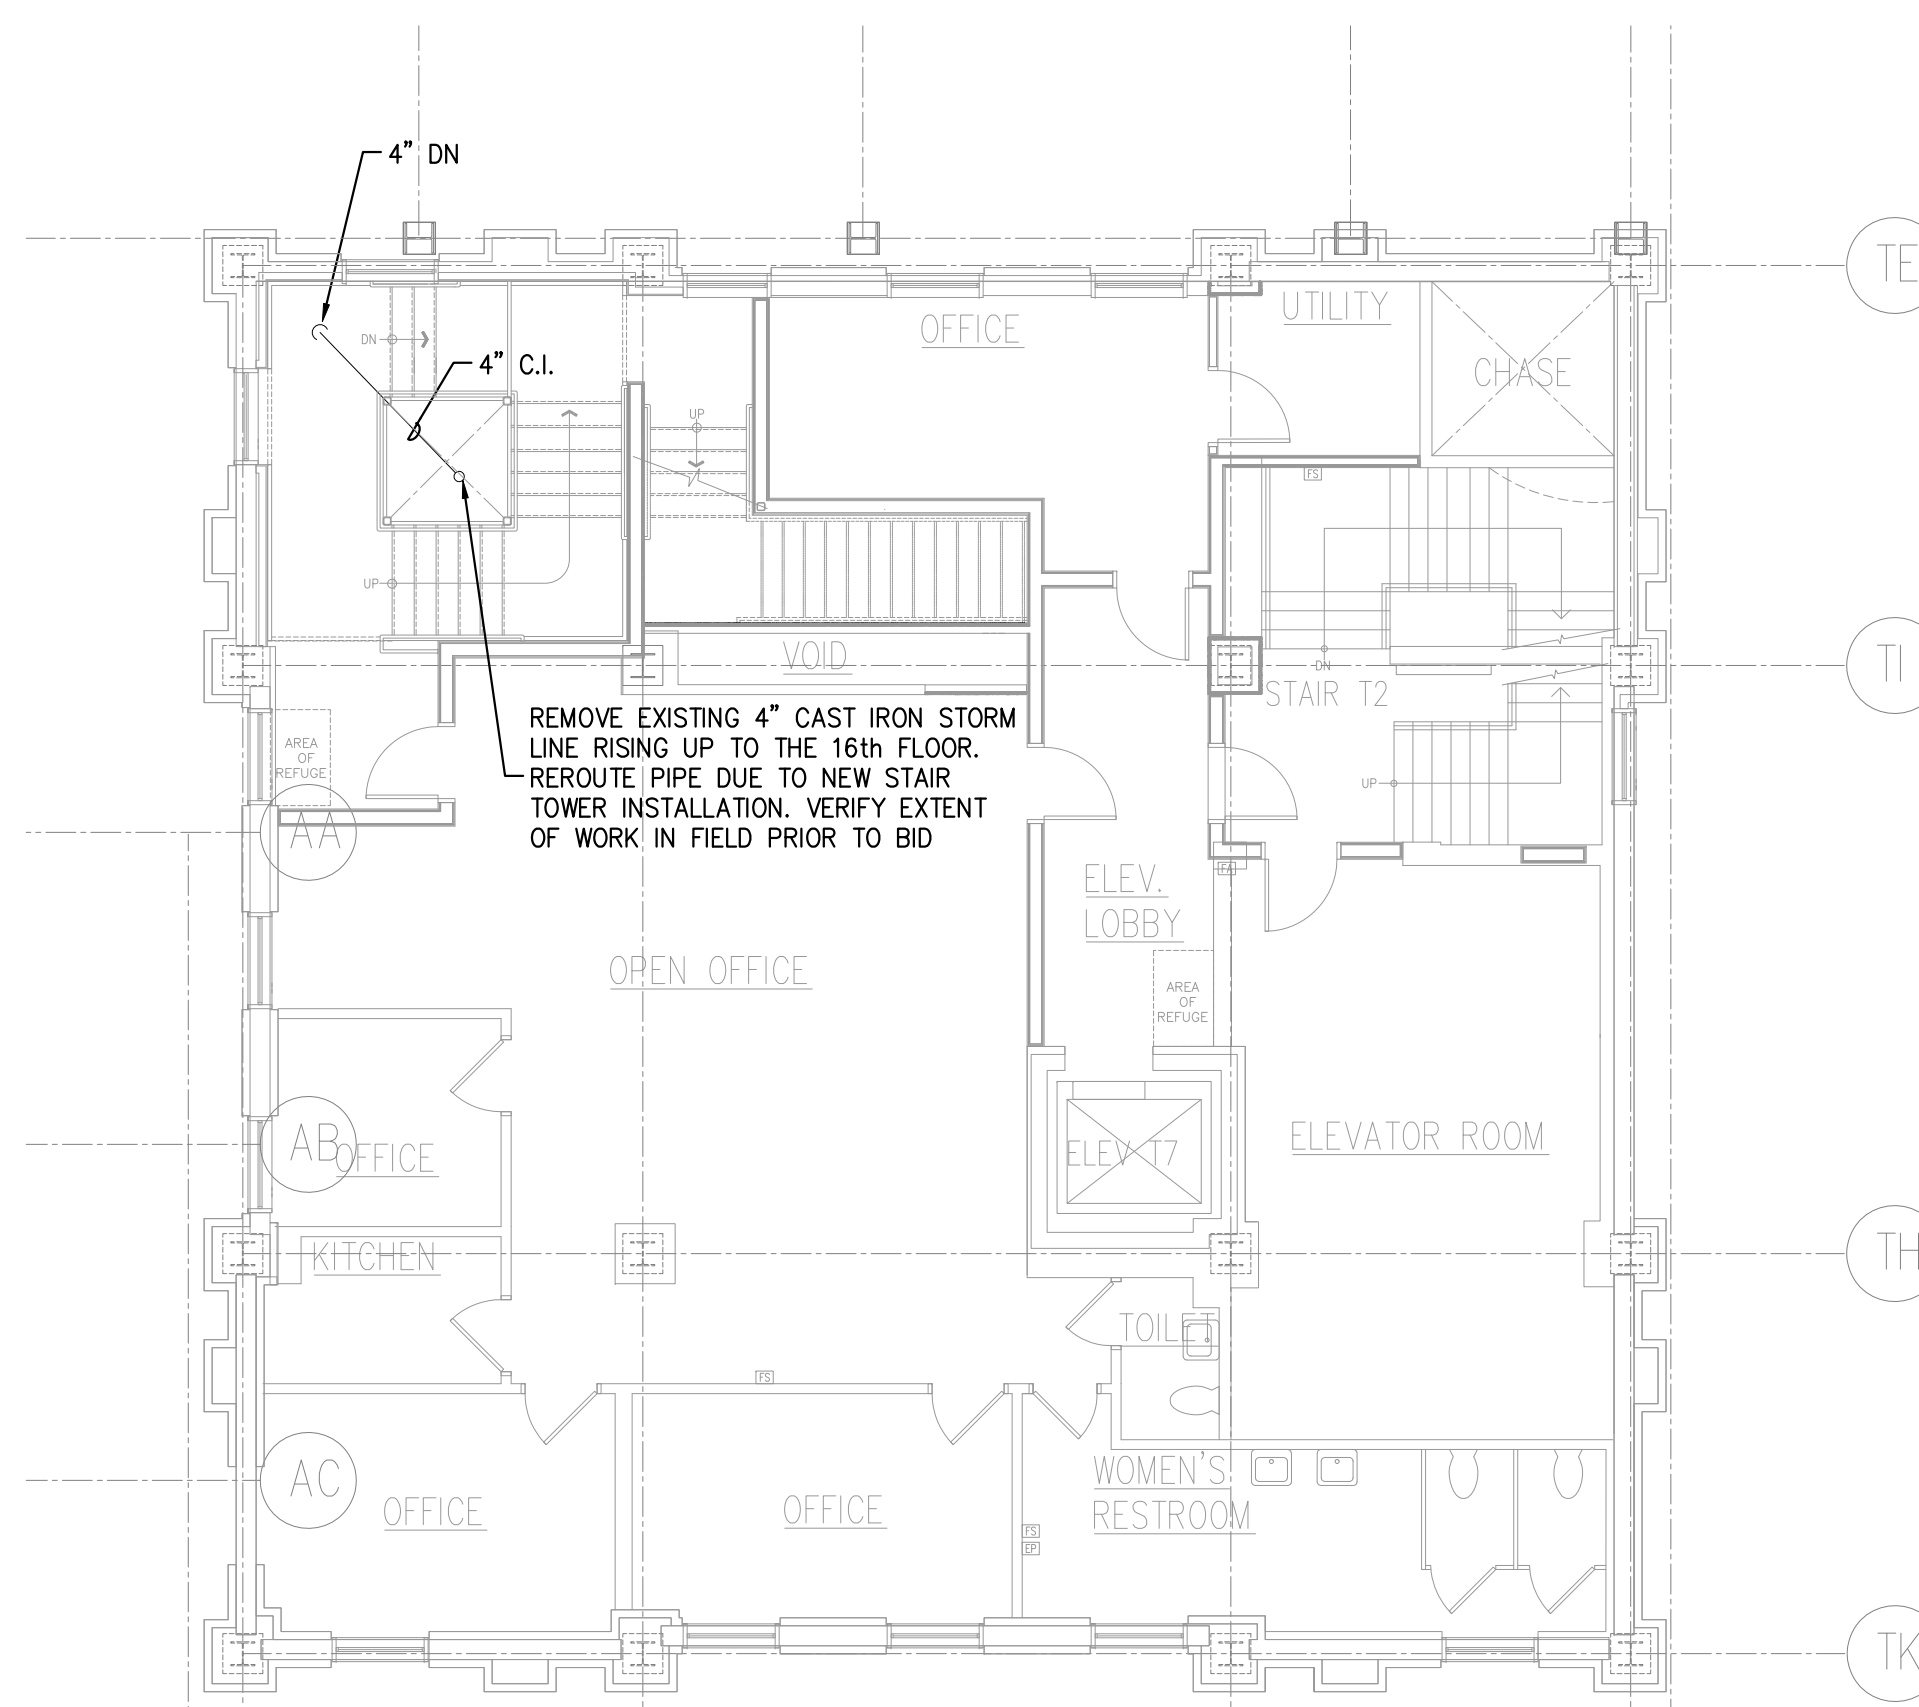 4” DN
TE
UTILITY
OFFICE
DN
4” C.I.
CHASE
UP
FS
UP
VOID
TI
DN
STAIR T2
REMOVE EXISTING 4” CAST IRON STORM
LINE RISING UP TO THE 16th FLOOR.
REROUTE PIPE DUE TO NEW STAIR
TOWER INSTALLATION. VERIFY EXTENT
OF WORK IN FIELD PRIOR TO BID
AREA
OF
REFUGE
UP
AA
FA
ELEV.
LOBBY
OPEN OFFICE
AREA
OF
REFUGE
AB
OFFICE
ELEV T7
ELEVATOR ROOM
KITCHEN
TH
TOILET
FS
AC
OFFICE
OFFICE
WOMEN'S
RESTROOM
FS
EP
TK